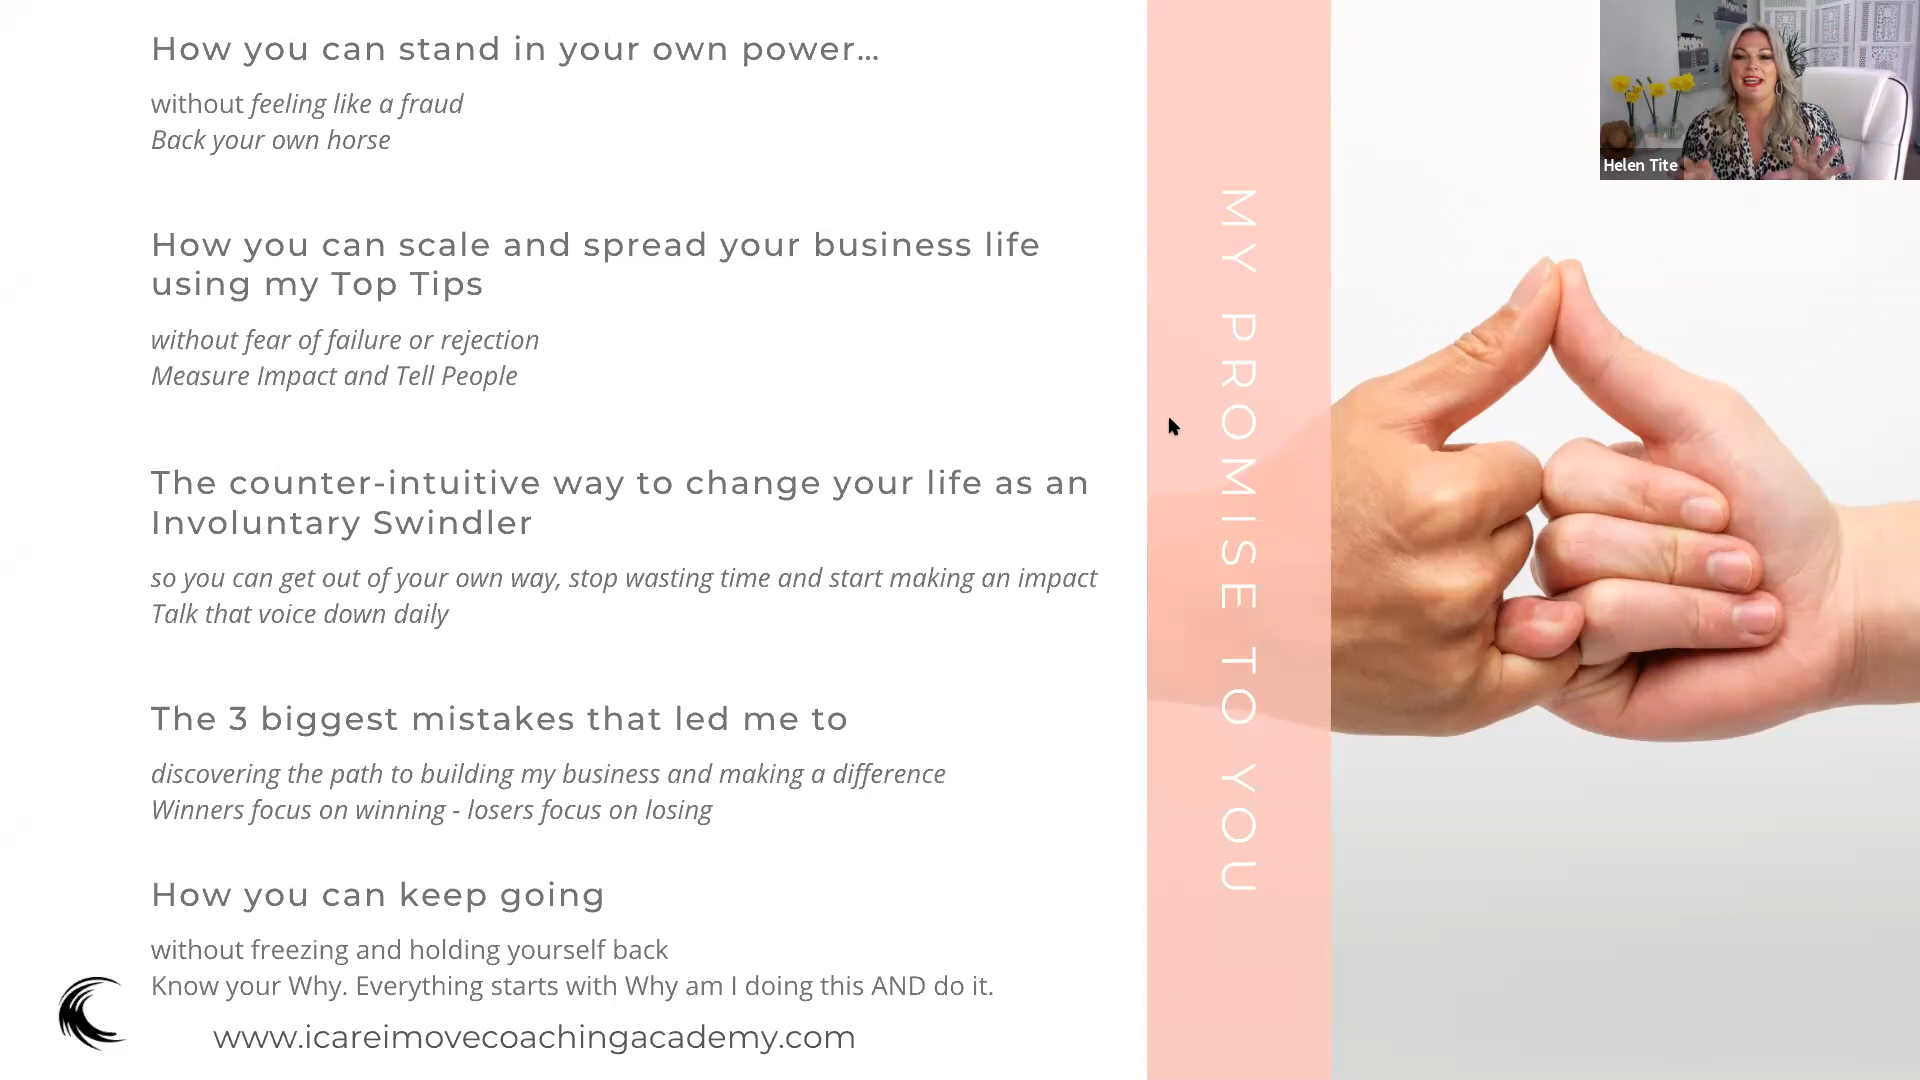 How you can stand in your own power...
without feeling like a fraud
Back your own horse
How you can scale and spread your business life
using my Top Tips
without fear of failure or rejection
Measure Impact and Tell People
The counter-intuitive way to change your life as an
Involuntary Swindler
so you can get out of your own way, stop wasting time and start making an impact
Talk that voice down daily
The 3 biggest mistakes that led me to
discovering the path to building my business and making a difference
Winners focus on winning - losers focus on losing
How you can keep going
without freezing and holding yourself back
Know your Why. Everything starts with Why am I doing this AND do it.
www.icareimovecoachingacademy.com
MY PROMISE TO YOU
Helen Tite